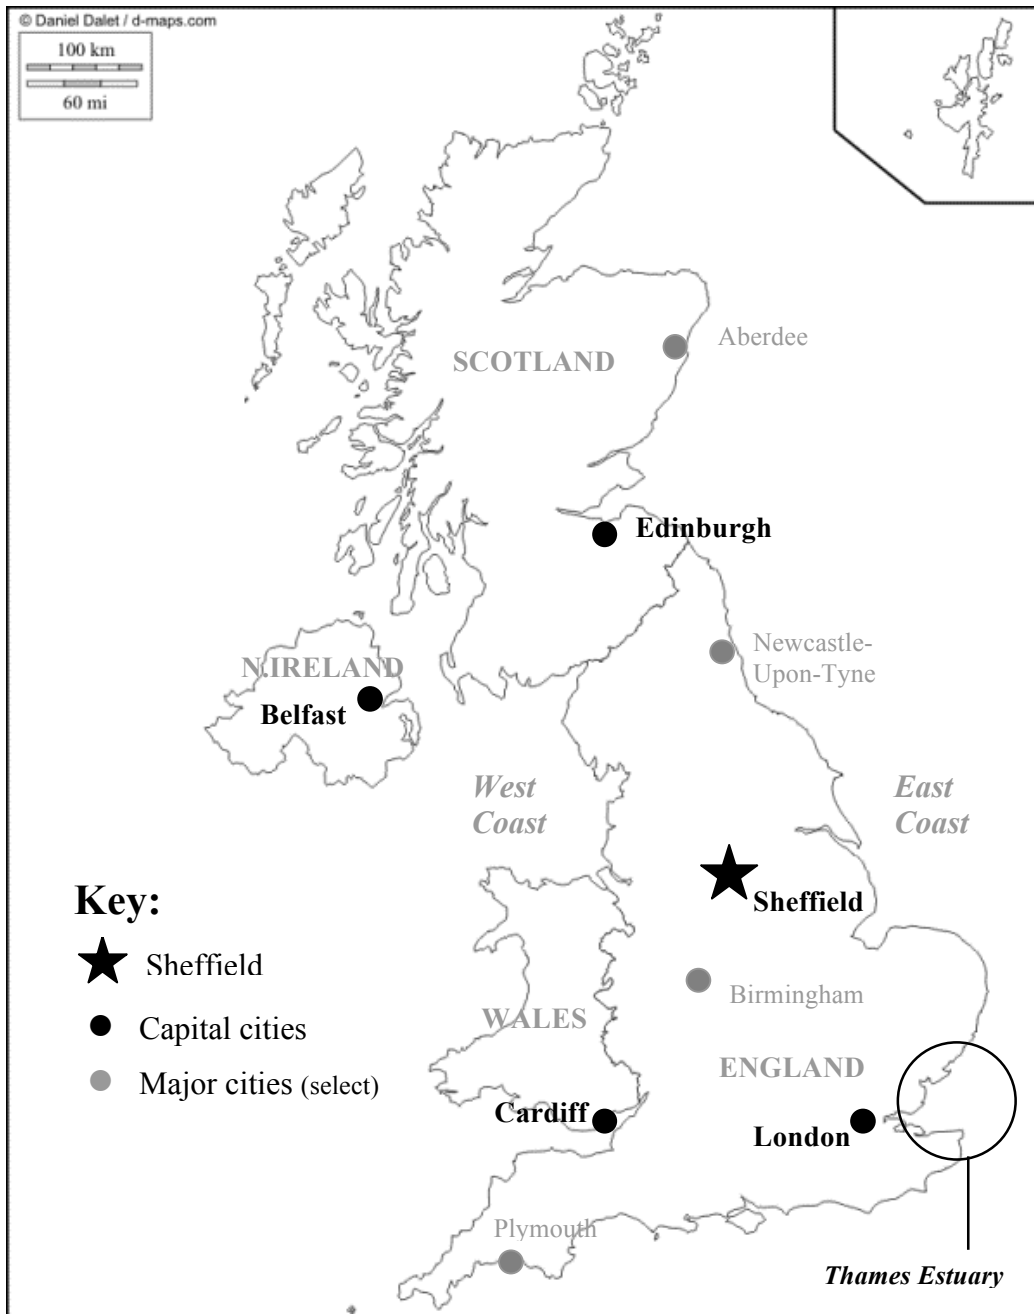 © Daniel Dalet / d-maps.com
100 km
60 mi
Aberdee
SCOTLAND
Edinburgh
Newcastle-
Upon-Tyne
N.IRELAND
Belfast
West
Coast
East
Coast
Key:
Sheffield
Sheffield
Capital cities
Major cities (select)
Birmingham
WALES
ENGLAND
Cardiff
London
Plymouth
Thames Estuary